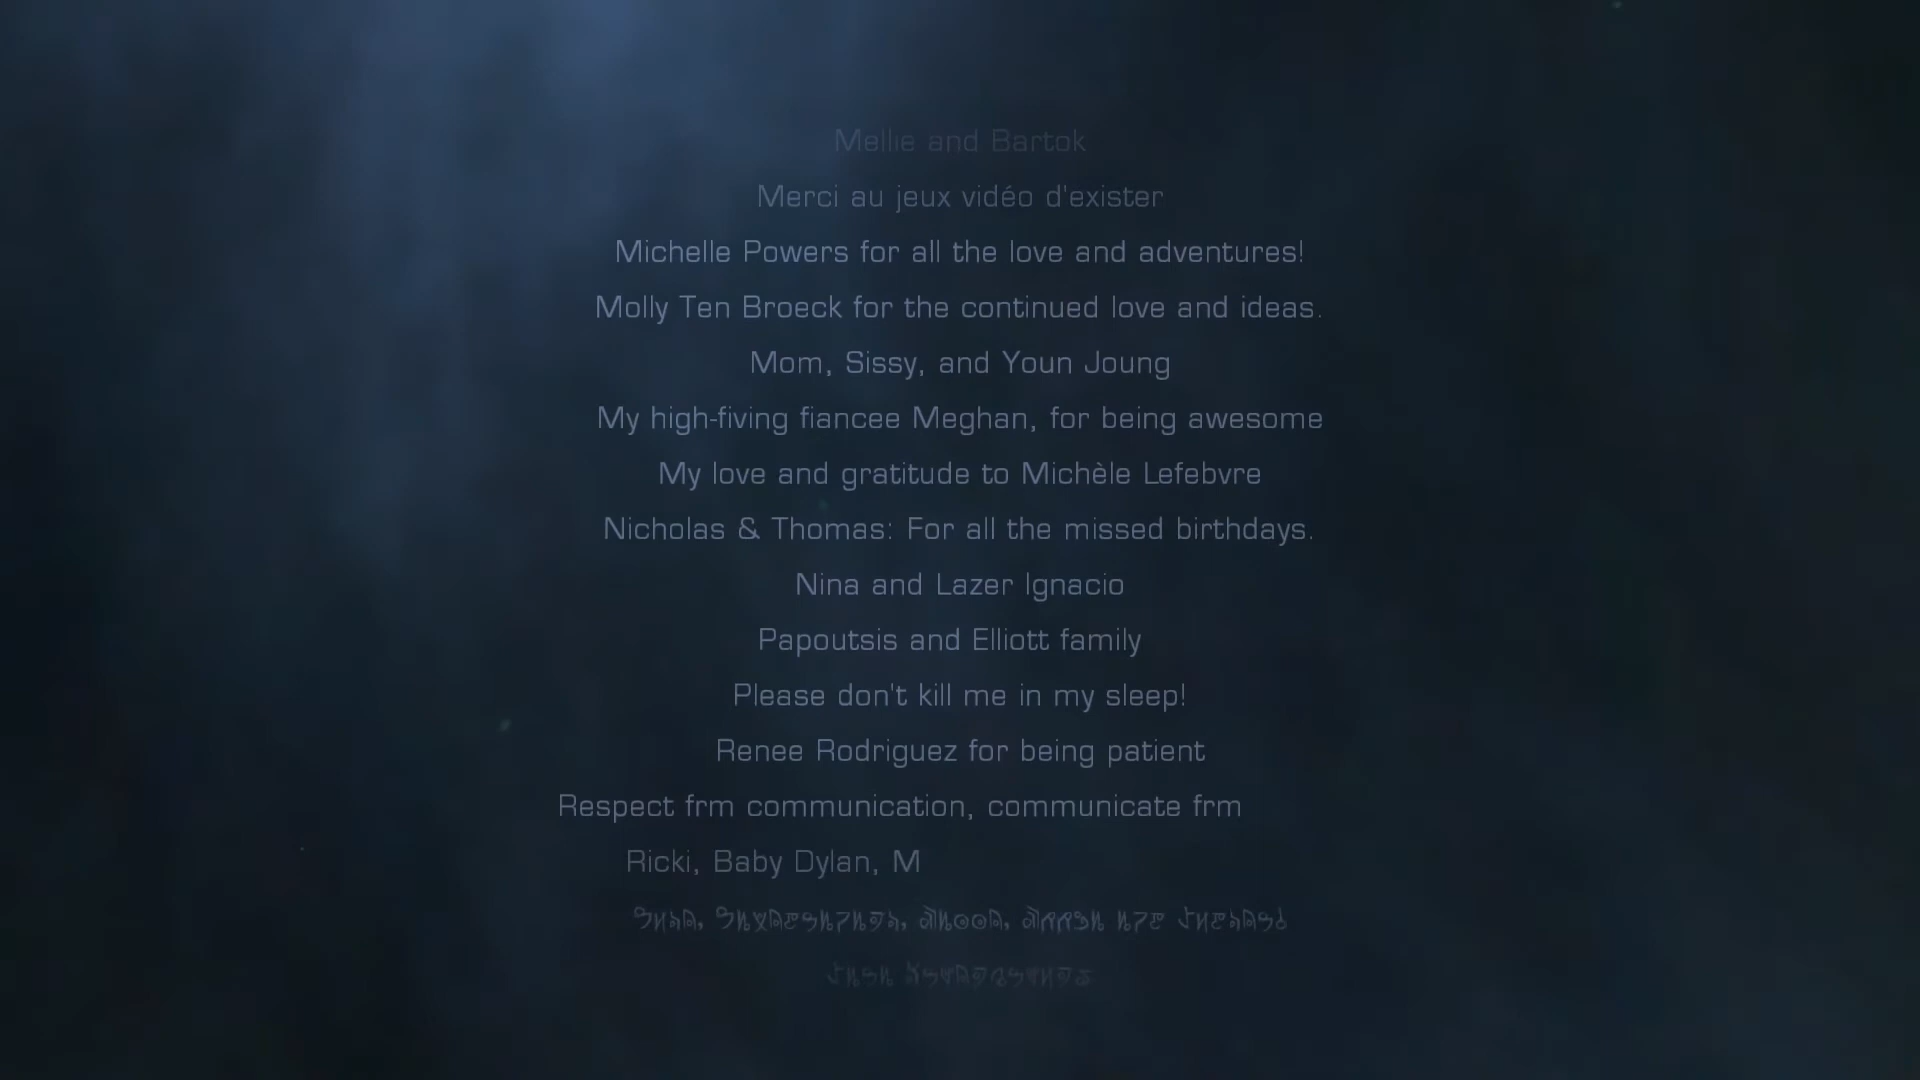 Mellie and Bartok
Merci au jeux vidéo d'exister
Michelle Powers for all the love and adventures!
Molly Ten Broeck for the continued love and ideas.
Mom, Sissy, and Youn Joung
My high-fiving fiancee Meghan, for being awesome
My love and gratitude to Michèle Lefebvre
Nicholas & Thomas: For all the missed birthdays.
Nina and Lazer Ignacio
Papoutsis and Elliott family
Please don't kill me in my sleep!
Renee Rodriguez for being patient
Respect frm communication, communicate frm
Ricki, Baby Dylan, M